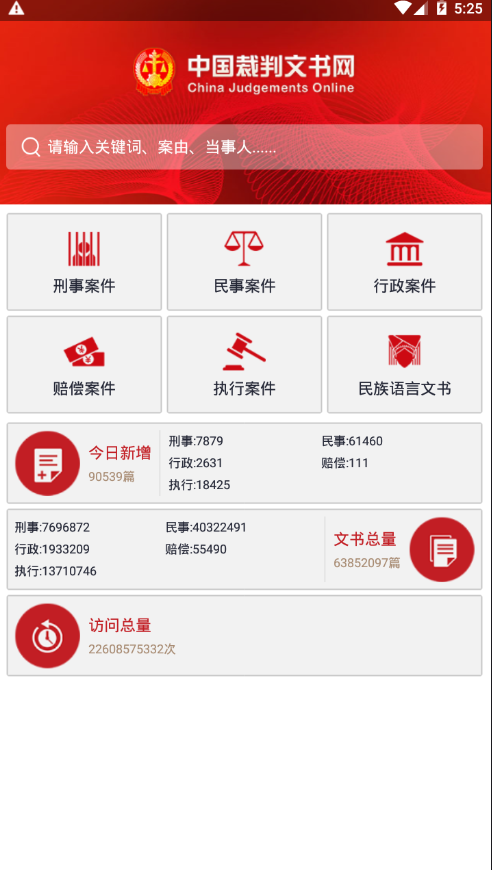 5:25
中国裁判文书网
China Judgements Online
请输入关键词、案由、当事人......
刑事案件
民事案件
行政案件
赔偿案件
执行案件
民族语言文书
今日新增
90539篇
刑事:7879
民事:61460
行政:2631
赔偿:111
执行:18425
刑事:7696872
民事:40322491
行政:1933209
赔偿:55490
执行:13710746
文书总量
63852097篇
访问总量
22608575332次